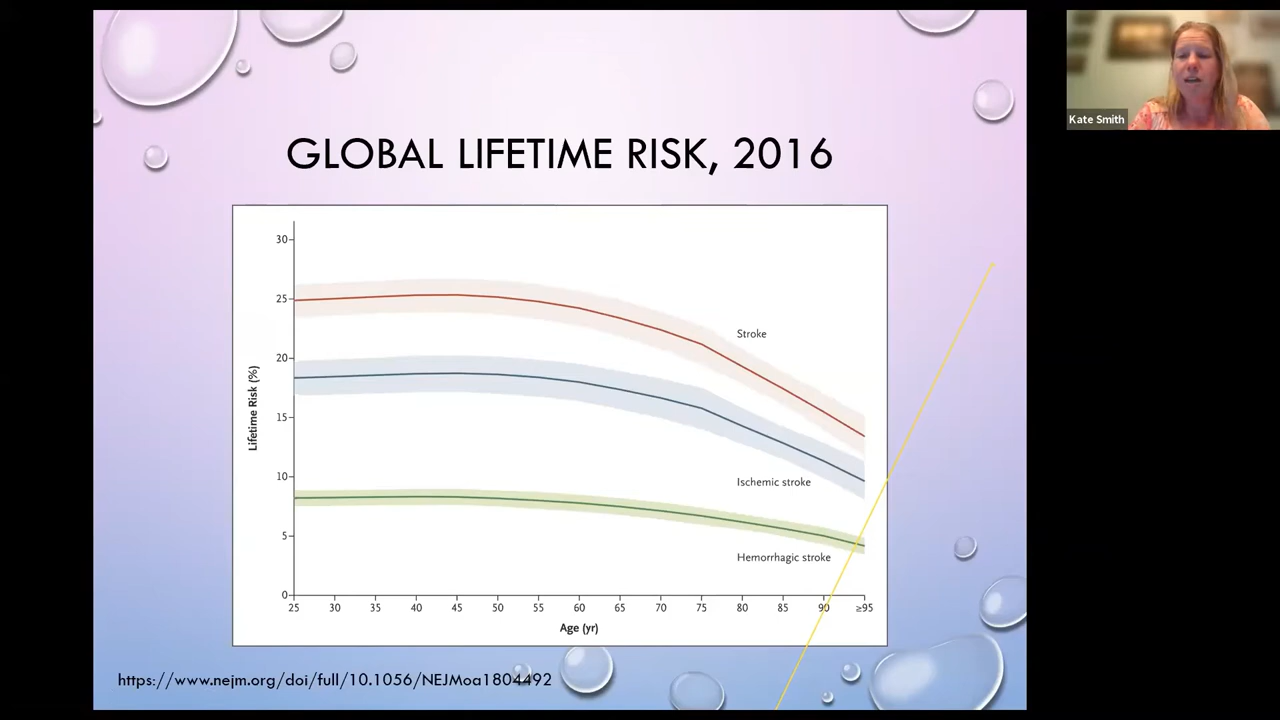 GLOBAL LIFETIME RISK, 2016
Kate Smith
30
25
20
15
10
5
0
Lifetime Risk (%)
Stroke
Ischemic stroke
Hemorrhagic stroke
25 30 35 40 45 50 55 60 65 70 75 80 85 90 ≥95
Age (yr)
https://www.nejm.org/doi/full/10.1056/NEJMoa1804492